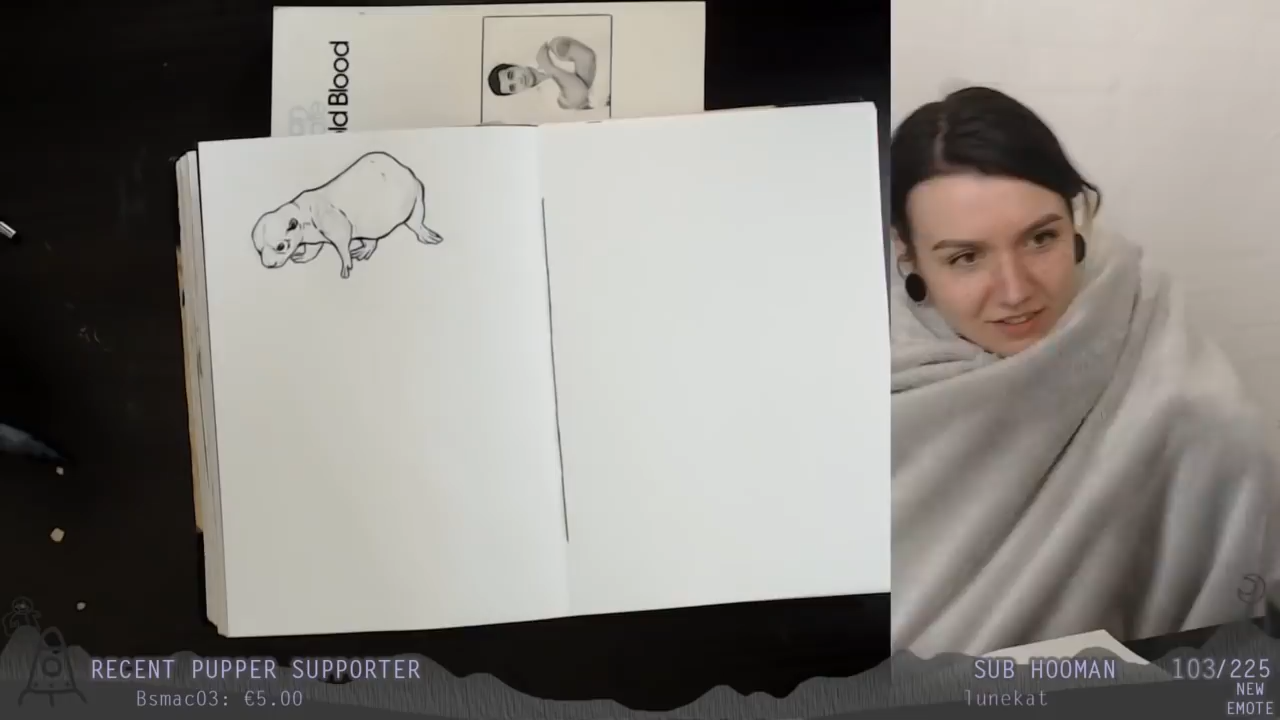 ld Blood
RECENT PUPPER SUPPORTER
Bsmac03: €5.00
SUB HOOMAN
lunekat
103/225
NEW
EMOTE